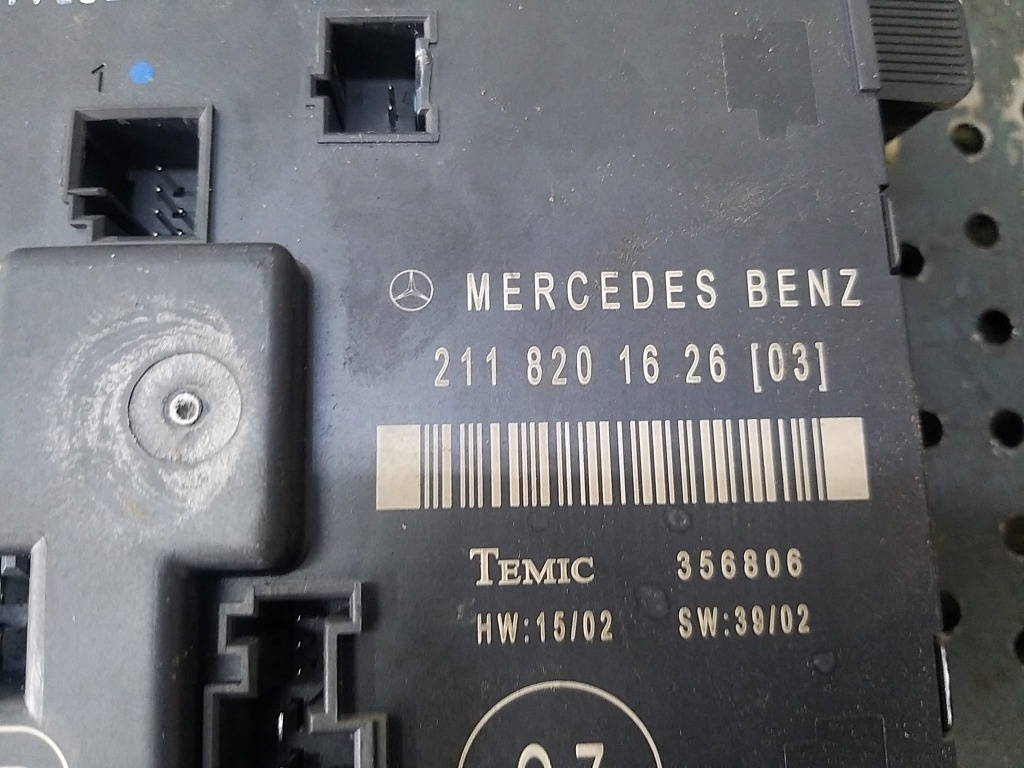 1
MERCEDES BENZ
211 820 16 26 [03]
TEMIC 356806
HW:15/02 SW:39/02